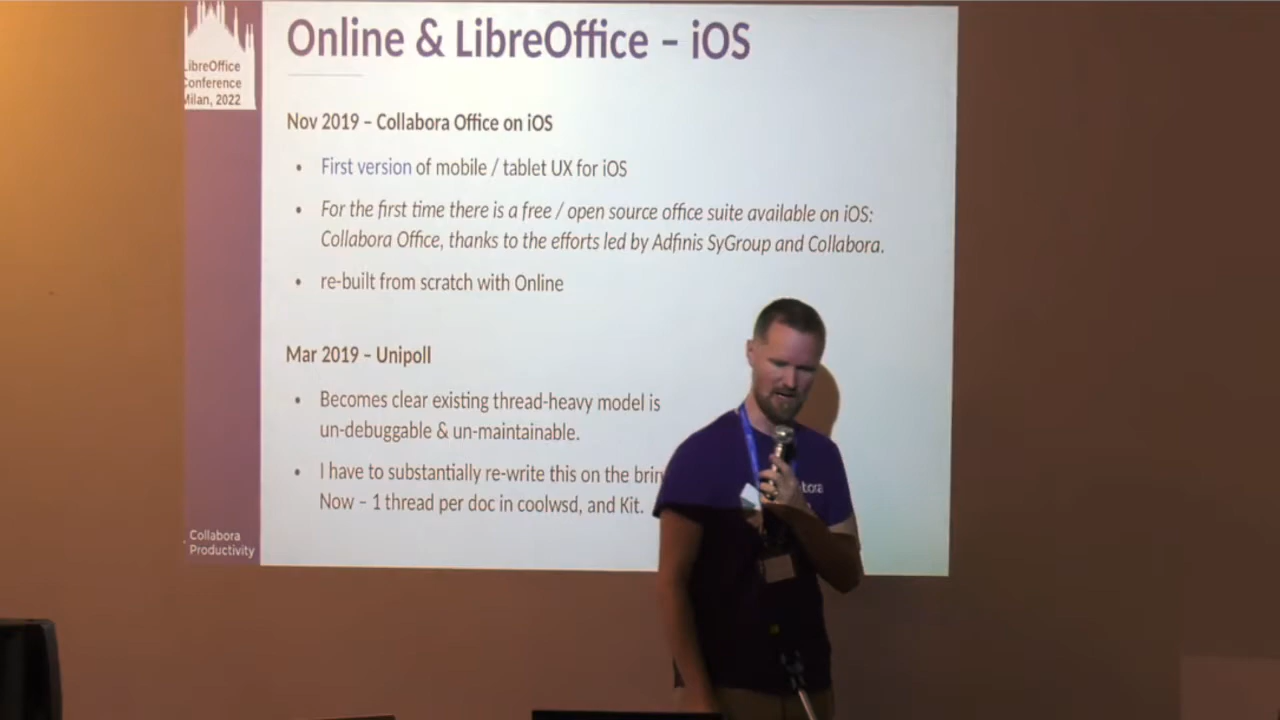 LibreOffice
Conference
Milan, 2022
Online & LibreOffice – iOS
Nov 2019 – Collabora Office on iOS
• First version of mobile / tablet UX for iOS
• For the first time there is a free / open source office suite available on iOS:
Collabora Office, thanks to the efforts led by Adfinis SyGroup and Collabora.
• re-built from scratch with Online
Mar 2019 – Unipoll
• Becomes clear existing thread-heavy model is
un-debuggable & un-maintainable.
• I have to substantially re-write this on the
Now – 1 thread per doc in coolwsd, and Kit.
Collabora
Productivity